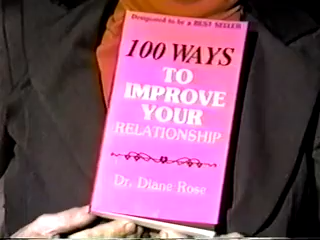 Designed to be a BEST SELLER
100 WAYS
TO
IMPROVE
YOUR
RELATIONSHIP
Dr. Diane Rose